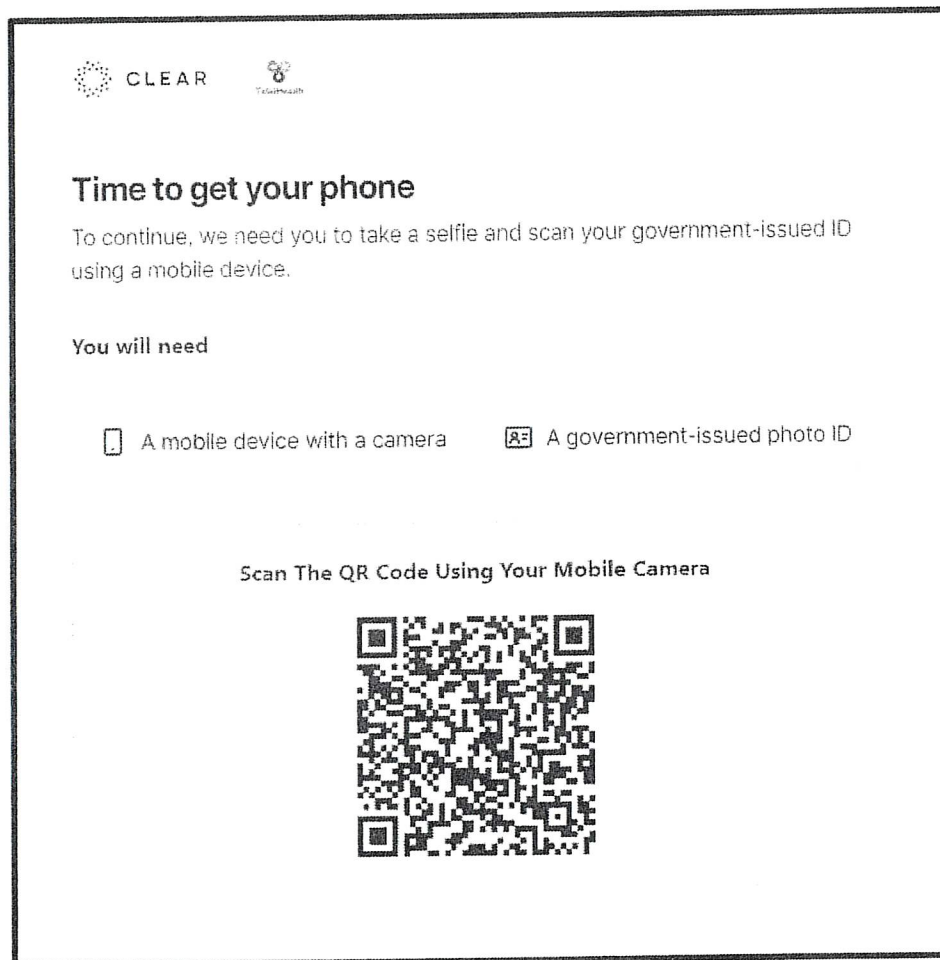 CLEAR
Time to get your phone
To continue, we need you to take a selfie and scan your government-issued ID
using a mobile device.
You will need
A mobile device with a camera
A government-issued photo ID
Scan The QR Code Using Your Mobile Camera